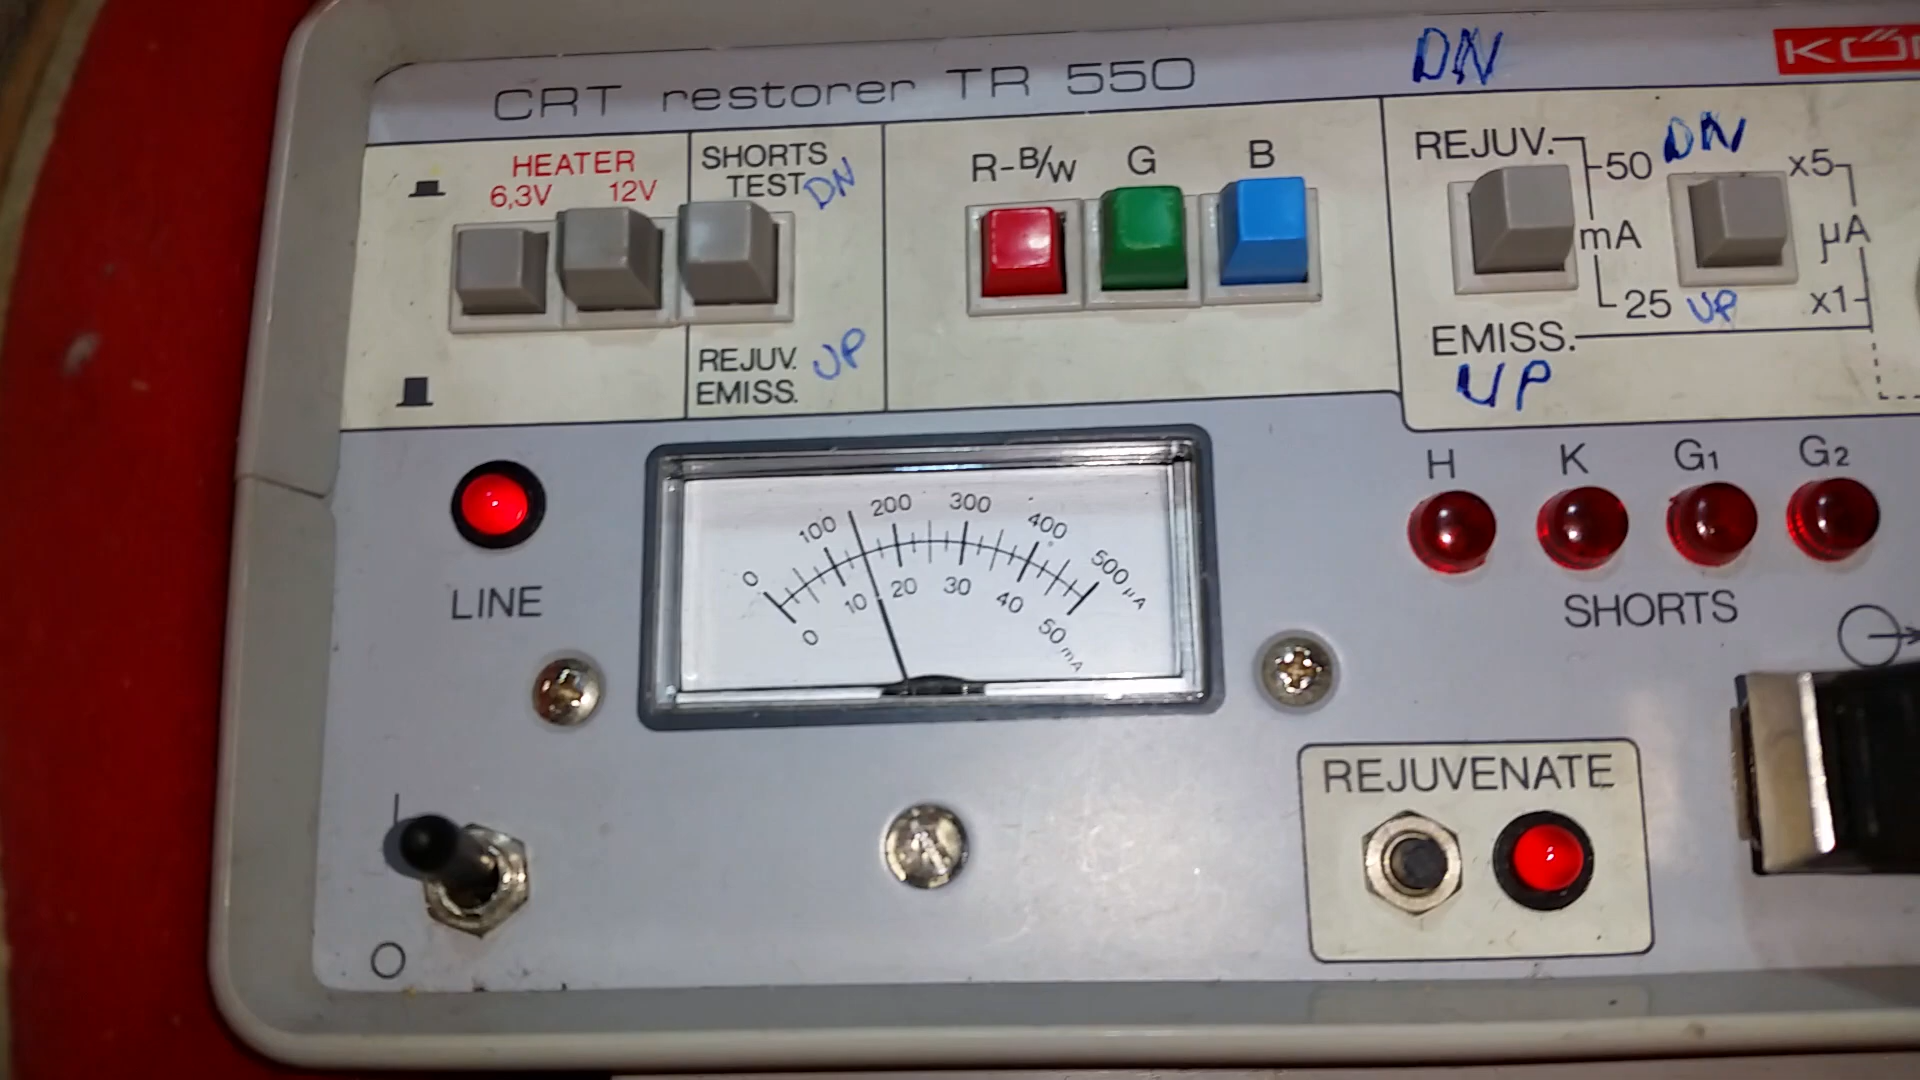 CRT restorer TR 550
DN
HEATER
6,3V 12V
SHORTS
TEST
DN
REJUV.
EMISS.
UP
R-B/W
G
B
REJUV.
50
mA
25
EMISS.
UP
DN
UP
x5
µA
x1
LINE
0 100 200 300 400 500 µA
0 10 20 30 40 50 mA
H K G1 G2
SHORTS
REJUVENATE
I
O